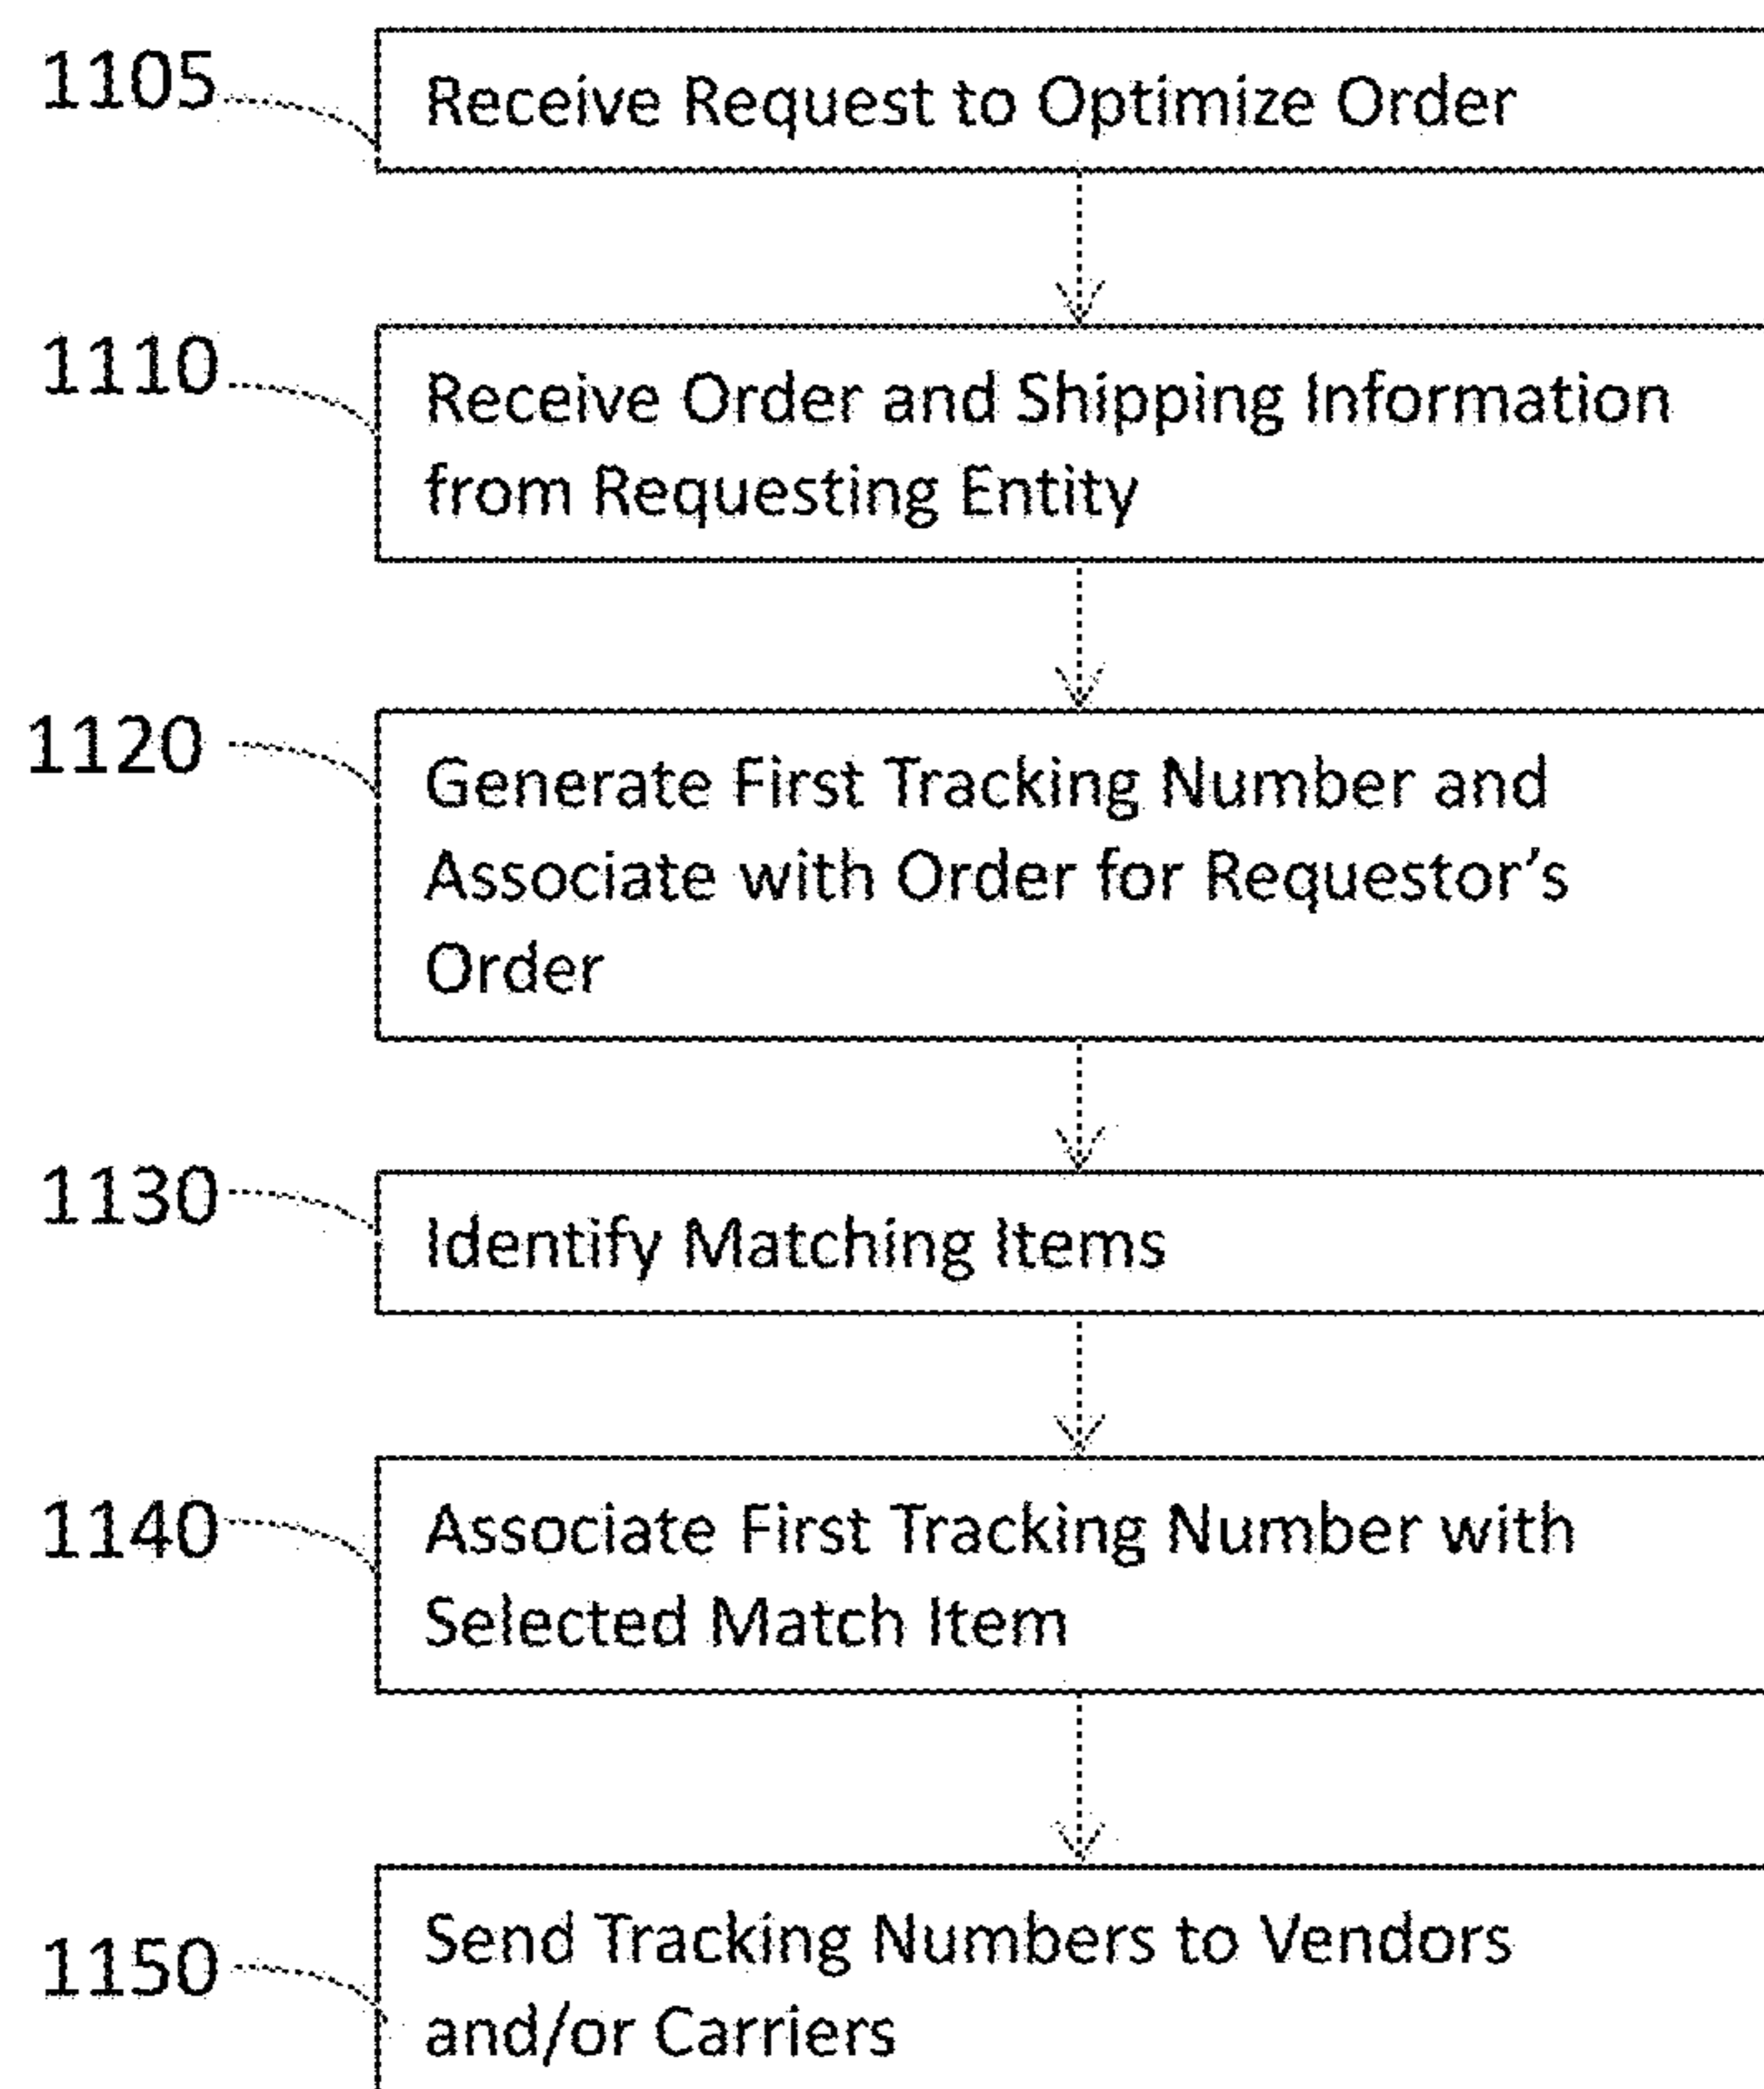 1105
Receive Request to Optimize Order
1110
Receive Order and Shipping Information
from Requesting Entity
1120
Generate First Tracking Number and
Associate with Order for Requestor’s
Order
1130
Identify Matching Items
1140
Associate First Tracking Number with
Selected Match Item
1150
Send Tracking Numbers to Vendors
and/or Carriers